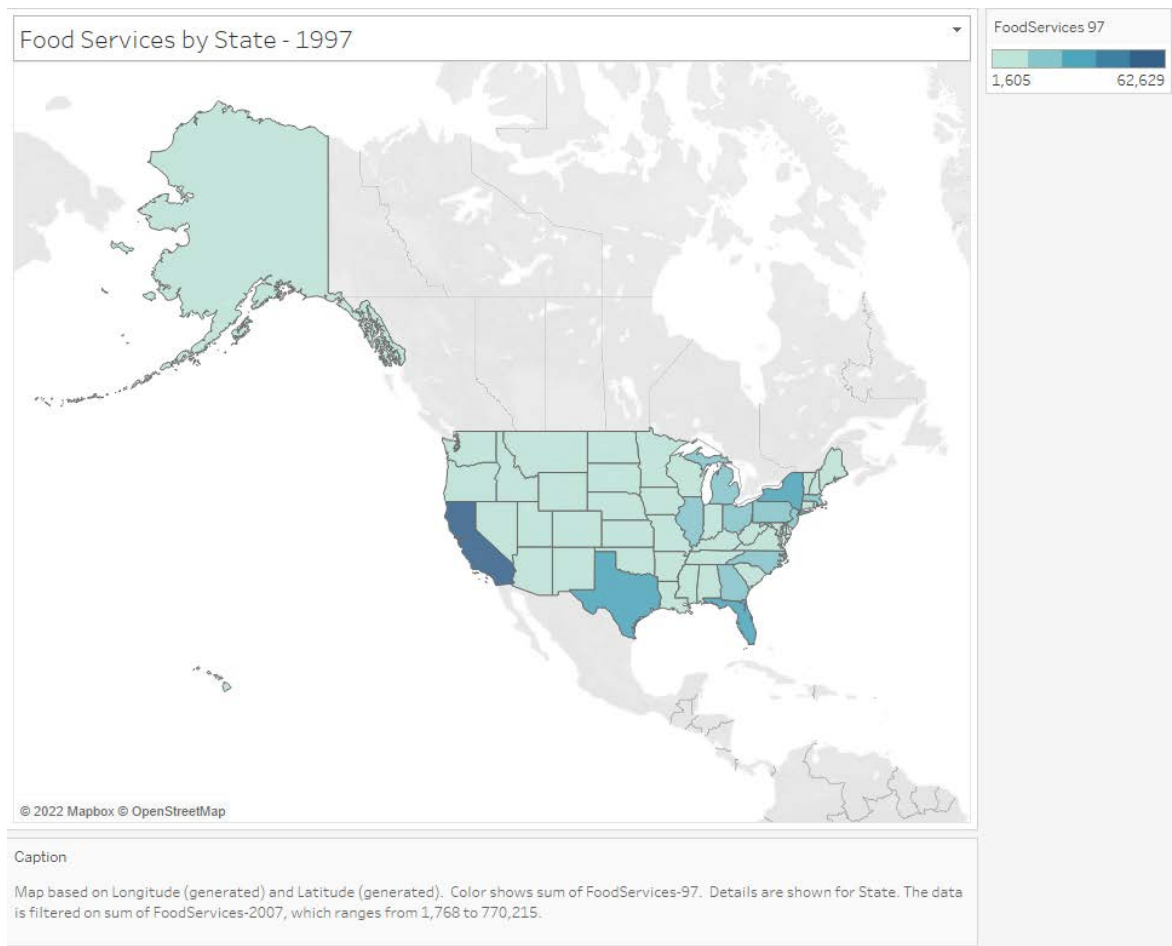 Food Services by State - 1997
FoodServices 97
1,605 62,629
© 2022 Mapbox © OpenStreetMap
Caption
Map based on Longitude (generated) and Latitude (generated). Color shows sum of FoodServices-97. Details are shown for State. The data
is filtered on sum of FoodServices-2007, which ranges from 1,768 to 770,215.